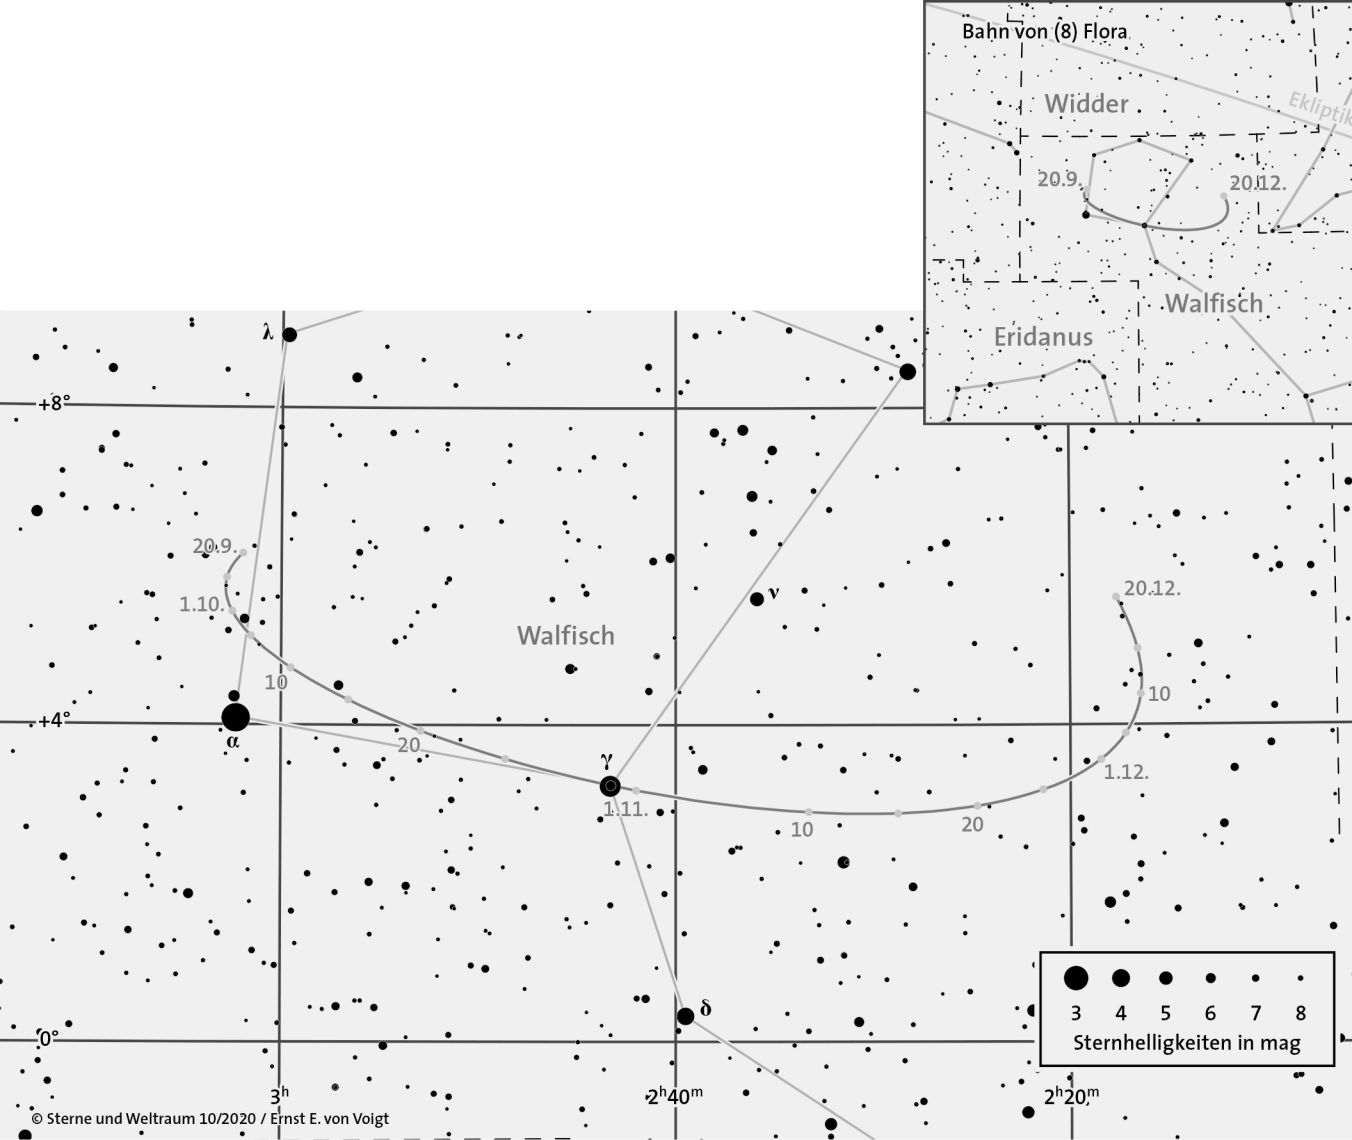 Bahn von (8) Flora
Ekliptik
Widder
20.9.
20.12.
Walfisch
Eridanus
λ
+8°
20.9.
1.10.
ν
20.12.
Walfisch
10
10
+4°
α
20
γ
1.12.
1.11.
10
20
δ
3 4 5 6 7 8
Sternhelligkeiten in mag
0°
3h
2h40m
2h20m
© Sterne und Weltraum 10/2020 / Ernst E. von Voigt